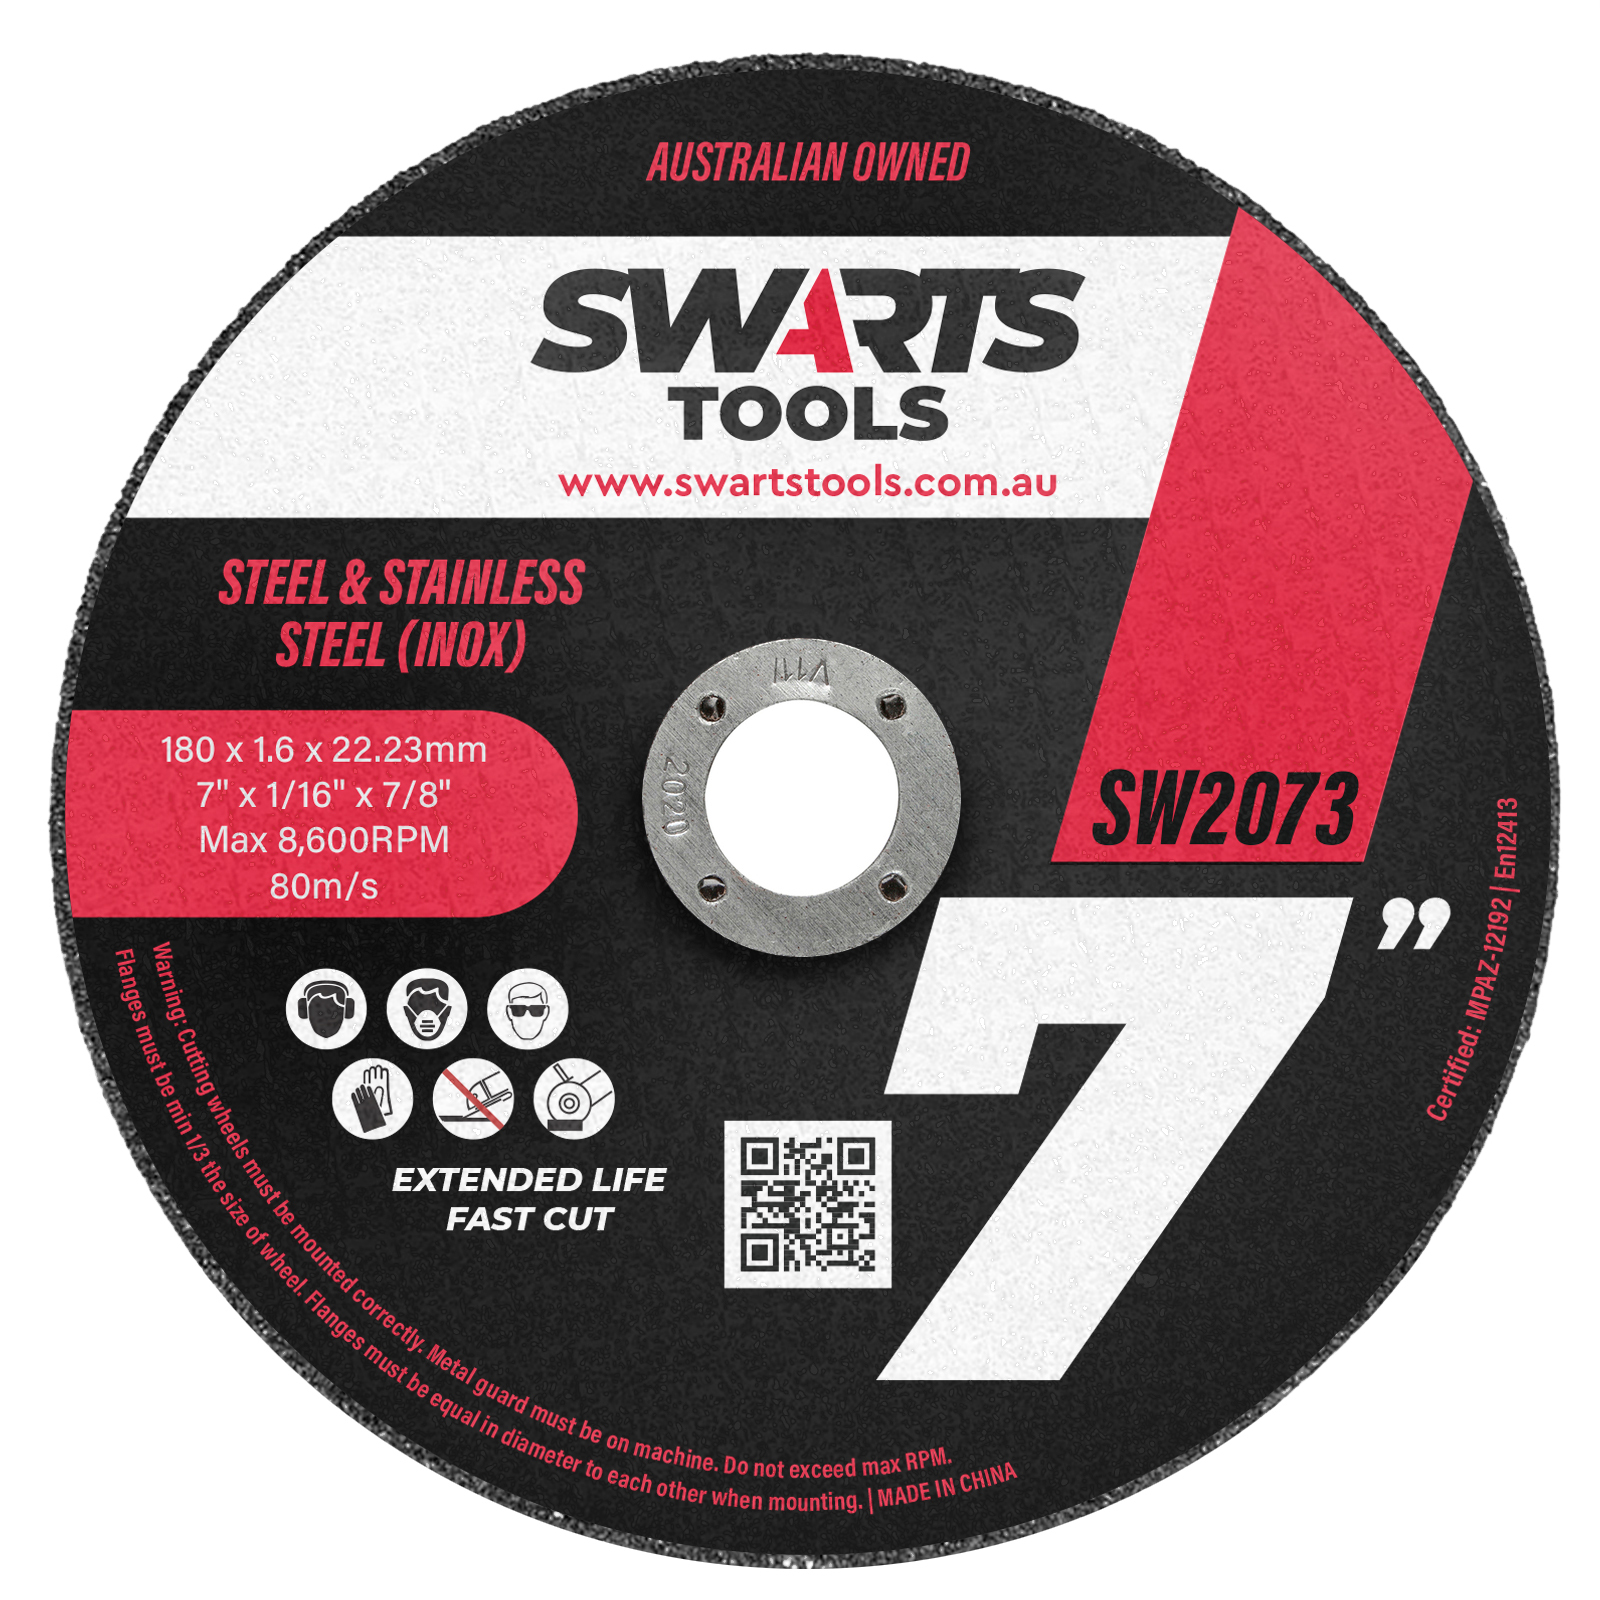 AUSTRALIAN OWNED
SWARTS
TOOLS
www.swartstools.com.au
STEEL & STAINLESS
STEEL (INOX)
180 x 1.6 x 22.23mm
7" x 1/16" x 7/8"
Max 8,600RPM
80m/s
V111
2020
SW2073
7”
Certified: MPAZ-12192 | En12413
EXTENDED LIFE
FAST CUT
Warning: Cutting wheels must be mounted correctly. Metal guard must be on machine. Do not exceed max RPM.
Flanges must be min 1/3 the size of wheel. Flanges must be equal in diameter to each other when mounting. | MADE IN CHINA